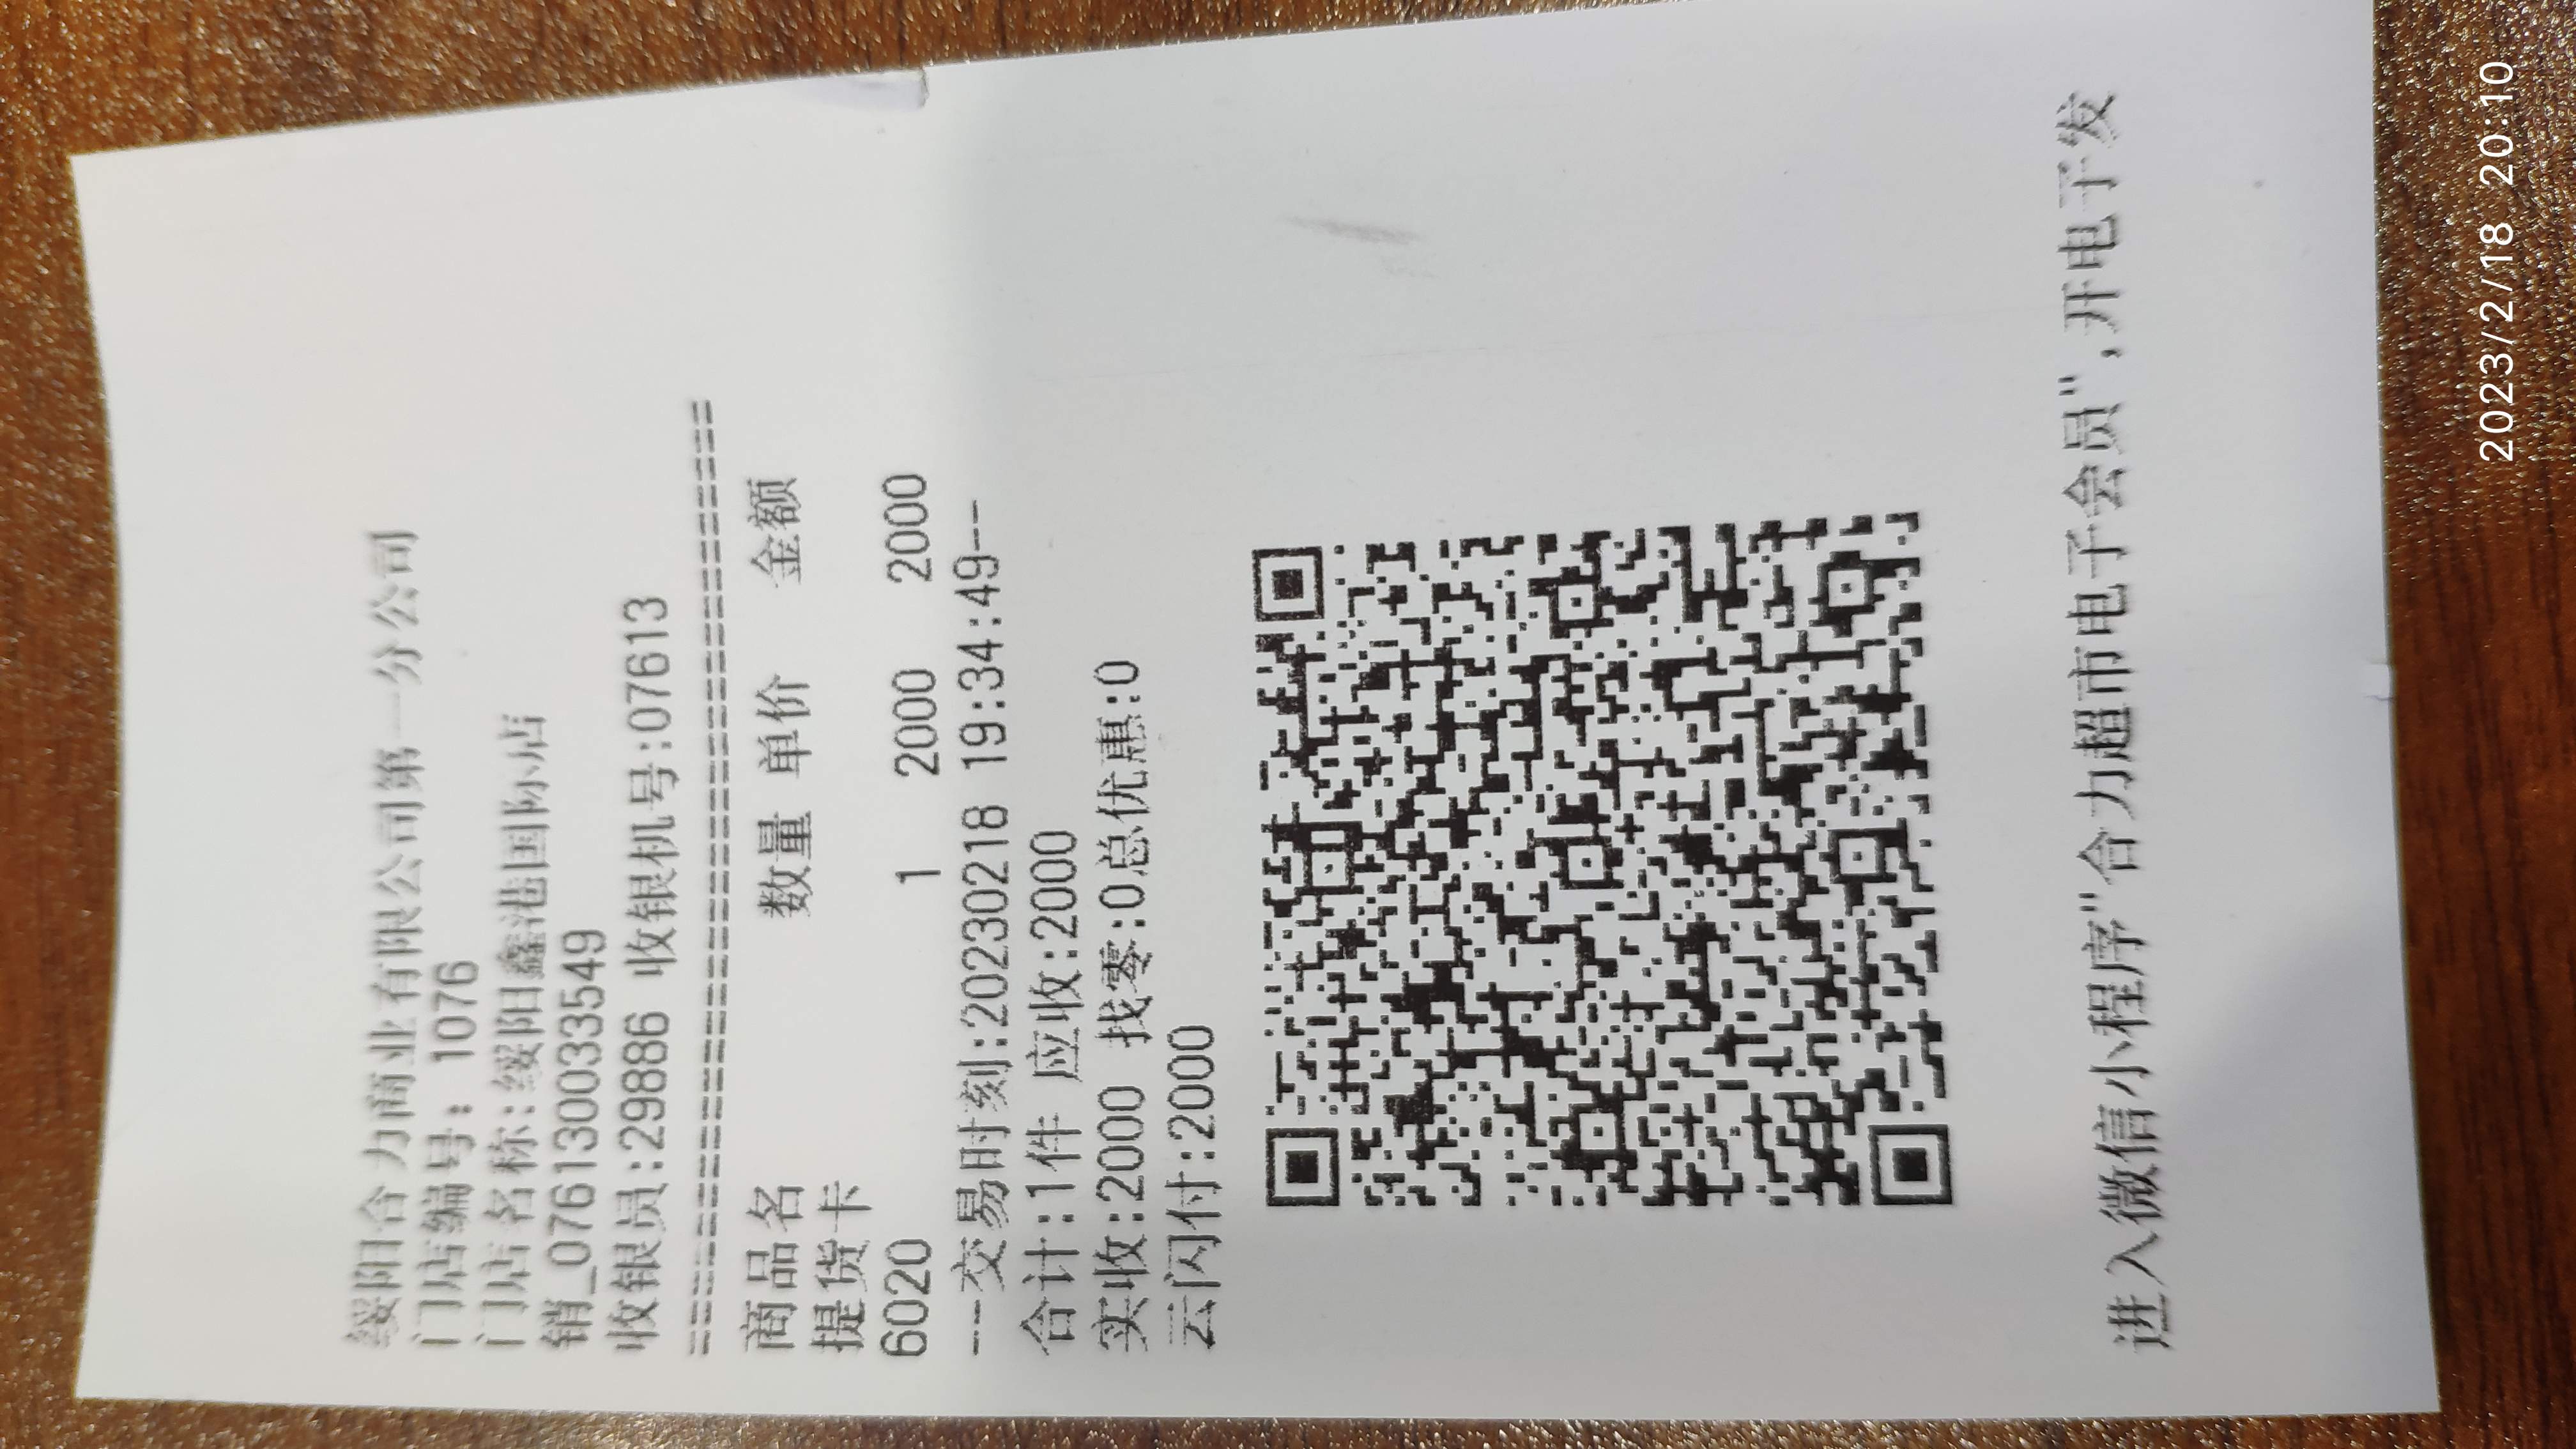 绥阳合力商业有限公司第一分公司
门店编号: 1076
门店名称:绥阳鑫港国际店
销_076130033549
收银员:29886 收银机号:07613
==========================================
商品名 数量 单价 金额
提货卡
6020 1 2000 2000
---交易时刻:20230218 19:34:49--
合计:1件 应收:2000
实收:2000 找零:0总优惠:0
云闪付:2000
进入微信小程序"合力超市电子会员",开电子发
2023/2/18 20:10